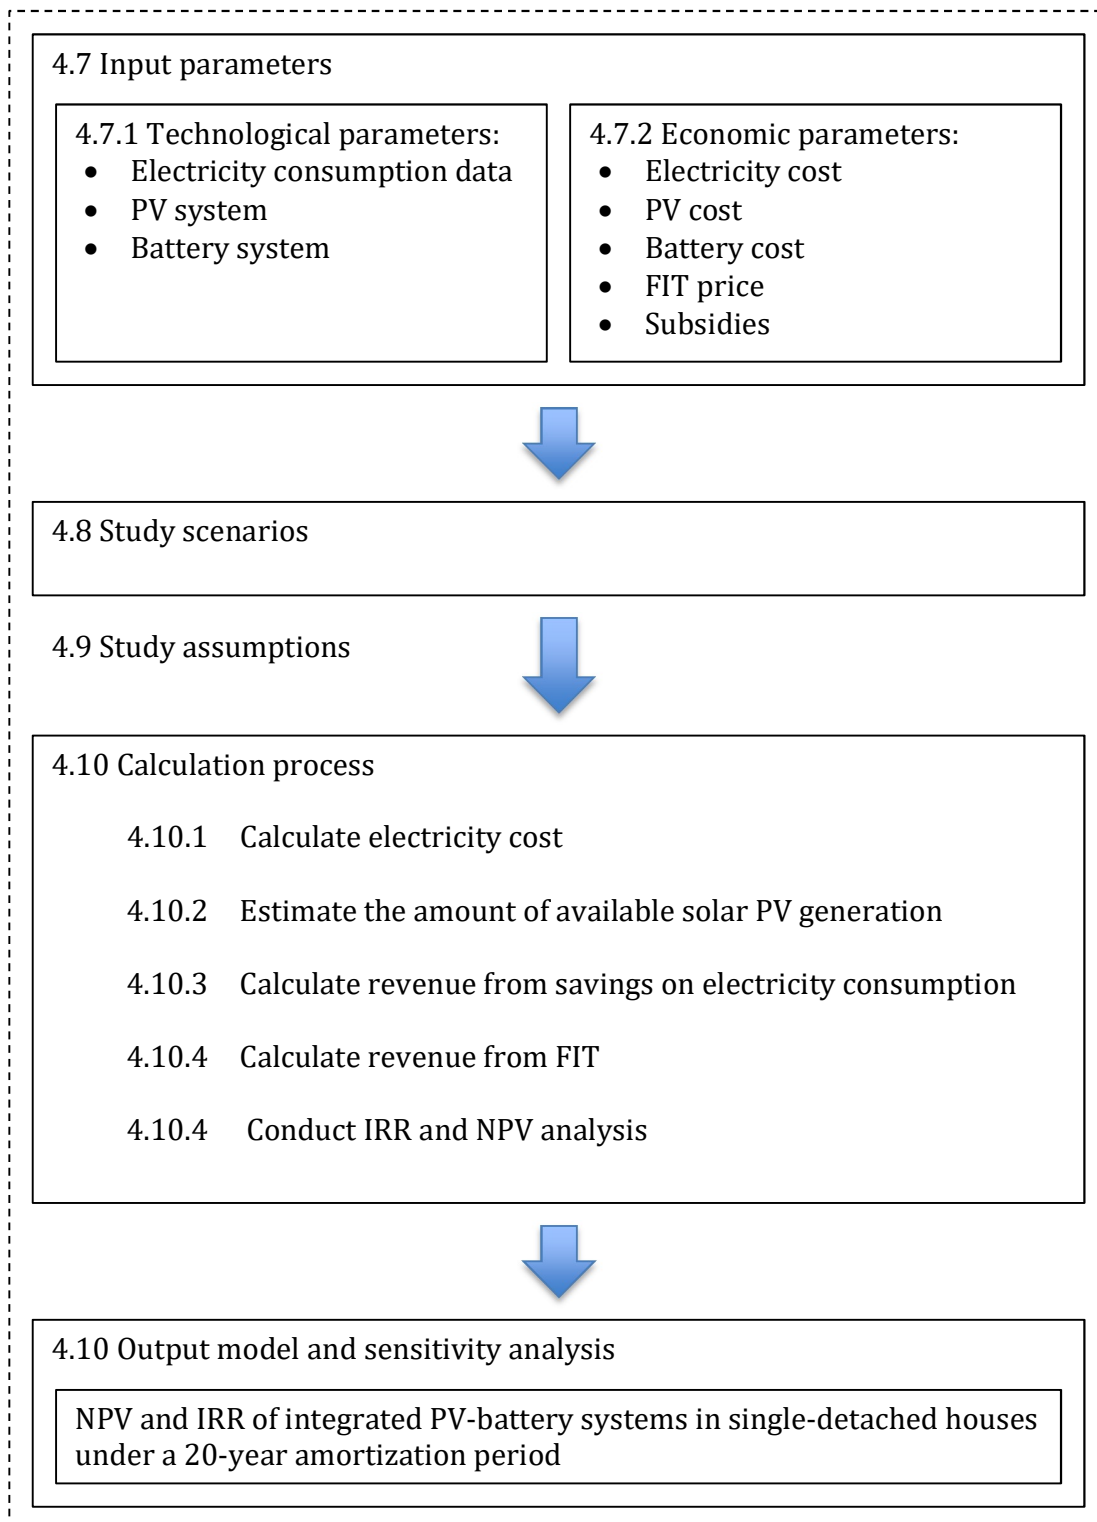 4.7 Input parameters
4.7.1 Technological parameters:
• Electricity consumption data
• PV system
• Battery system
4.7.2 Economic parameters:
• Electricity cost
• PV cost
• Battery cost
• FIT price
• Subsidies
4.8 Study scenarios
4.9 Study assumptions
4.10 Calculation process
4.10.1 Calculate electricity cost
4.10.2 Estimate the amount of available solar PV generation
4.10.3 Calculate revenue from savings on electricity consumption
4.10.4 Calculate revenue from FIT
4.10.4 Conduct IRR and NPV analysis
4.10 Output model and sensitivity analysis
NPV and IRR of integrated PV-battery systems in single-detached houses
under a 20-year amortization period